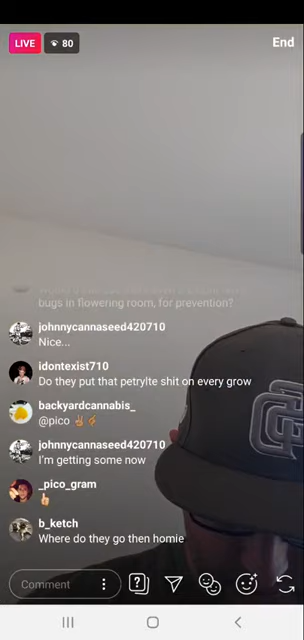 LIVE
80
End
bugs in flowering room, for prevention?
johnnycannaseed420710
Nice...
idontexist710
Do they put that petrylte shit on every grow
backyardcannabis_
@pico
johnnycannaseed420710
I'm getting some now
_pico_gram
b_ketch
Where do they go then homie
Comment